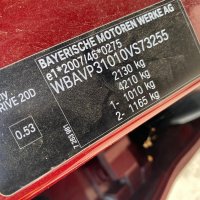 BAYERISCHE MOTOREN WERKE AG
e1*2007/46*0275
WBAVP31010VS73255
2130 kg
4210 kg
1- 1010 kg
2- 1165 kg
DRIVE 20D
0.53